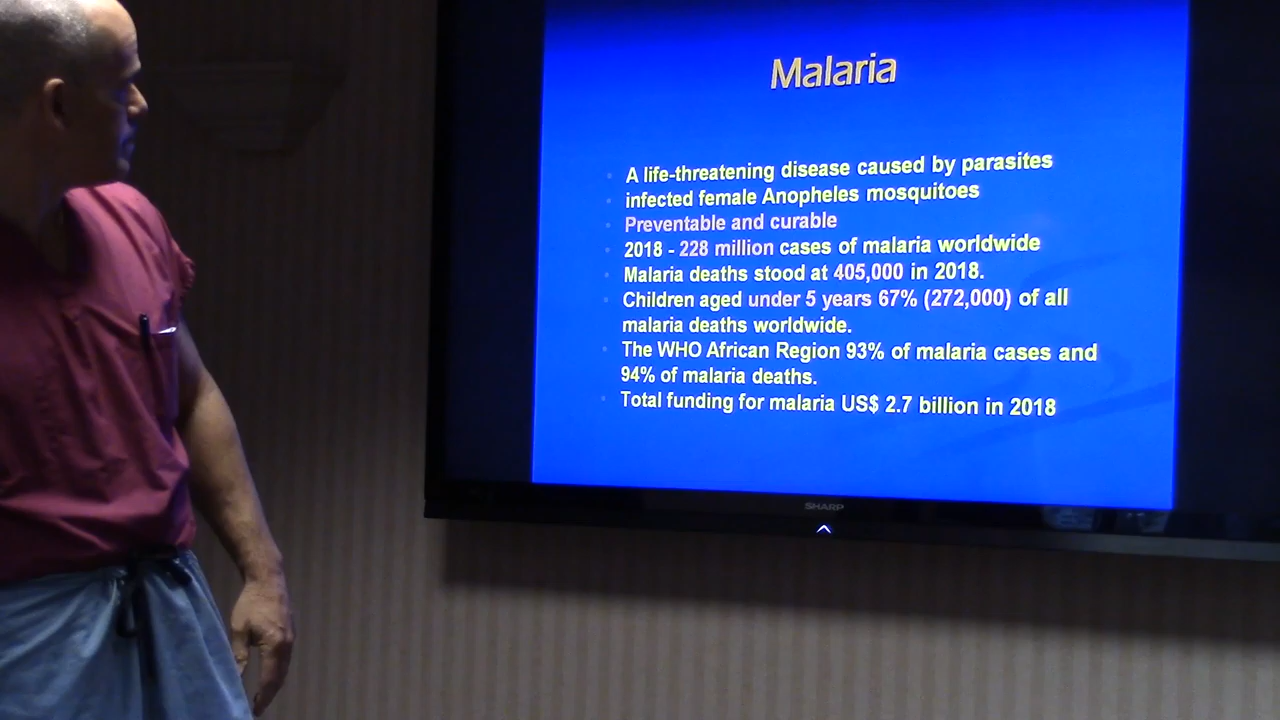 Malaria
A life-threatening disease caused by parasites
infected female Anopheles mosquitoes
Preventable and curable
2018 - 228 million cases of malaria worldwide
Malaria deaths stood at 405,000 in 2018.
Children aged under 5 years 67% (272,000) of all
malaria deaths worldwide.
The WHO African Region 93% of malaria cases and
94% of malaria deaths.
Total funding for malaria US$ 2.7 billion in 2018
SHARP